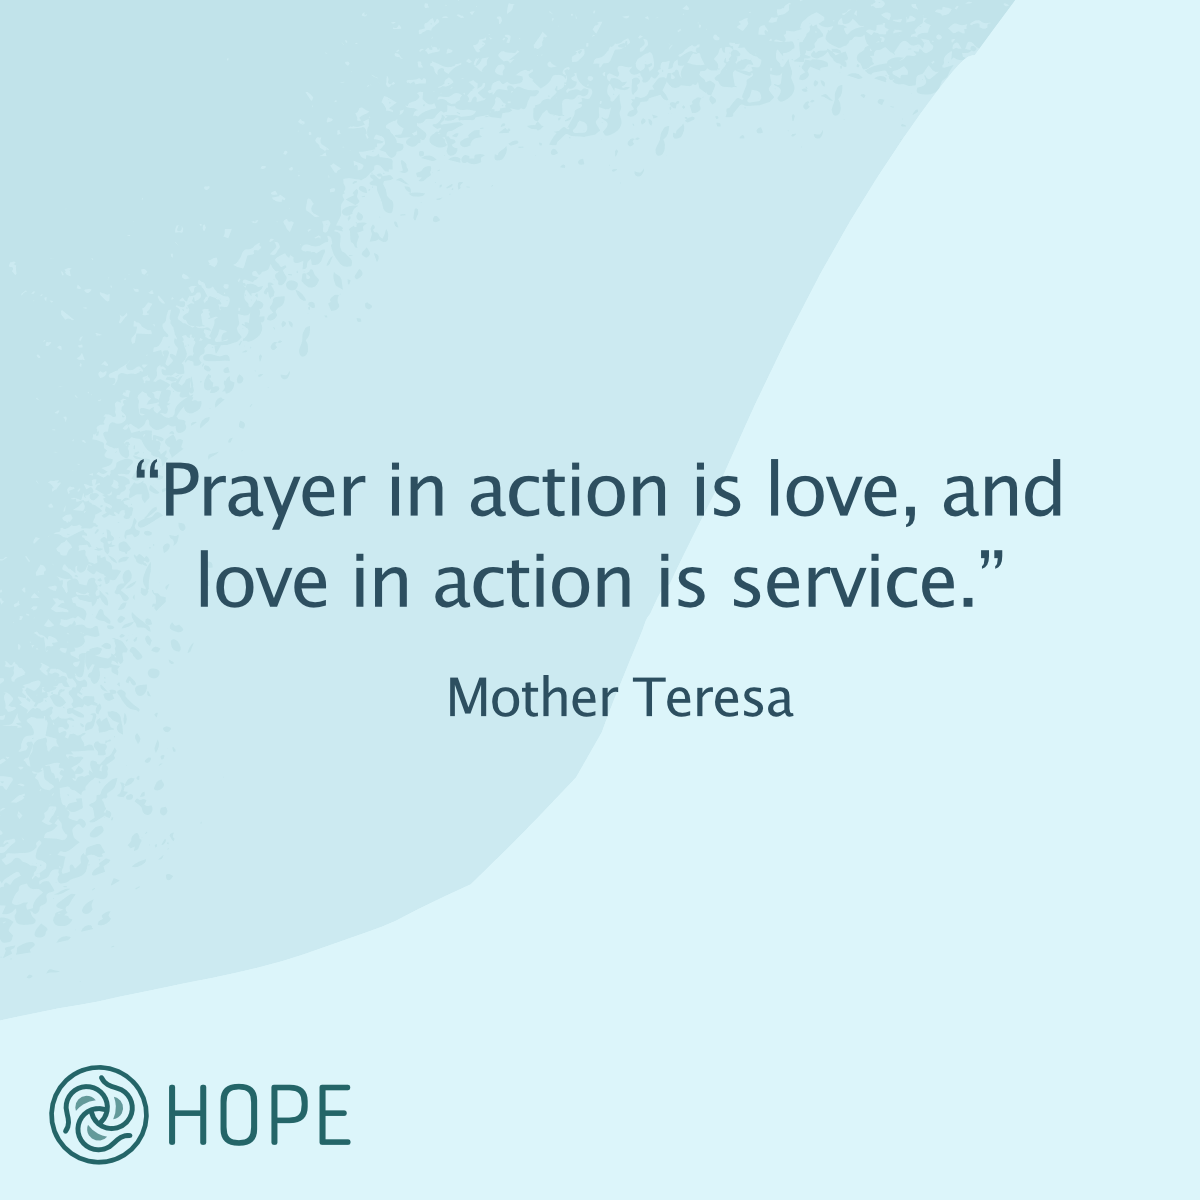 “Prayer in action is love, and
love in action is service.”
Mother Teresa
HOPE